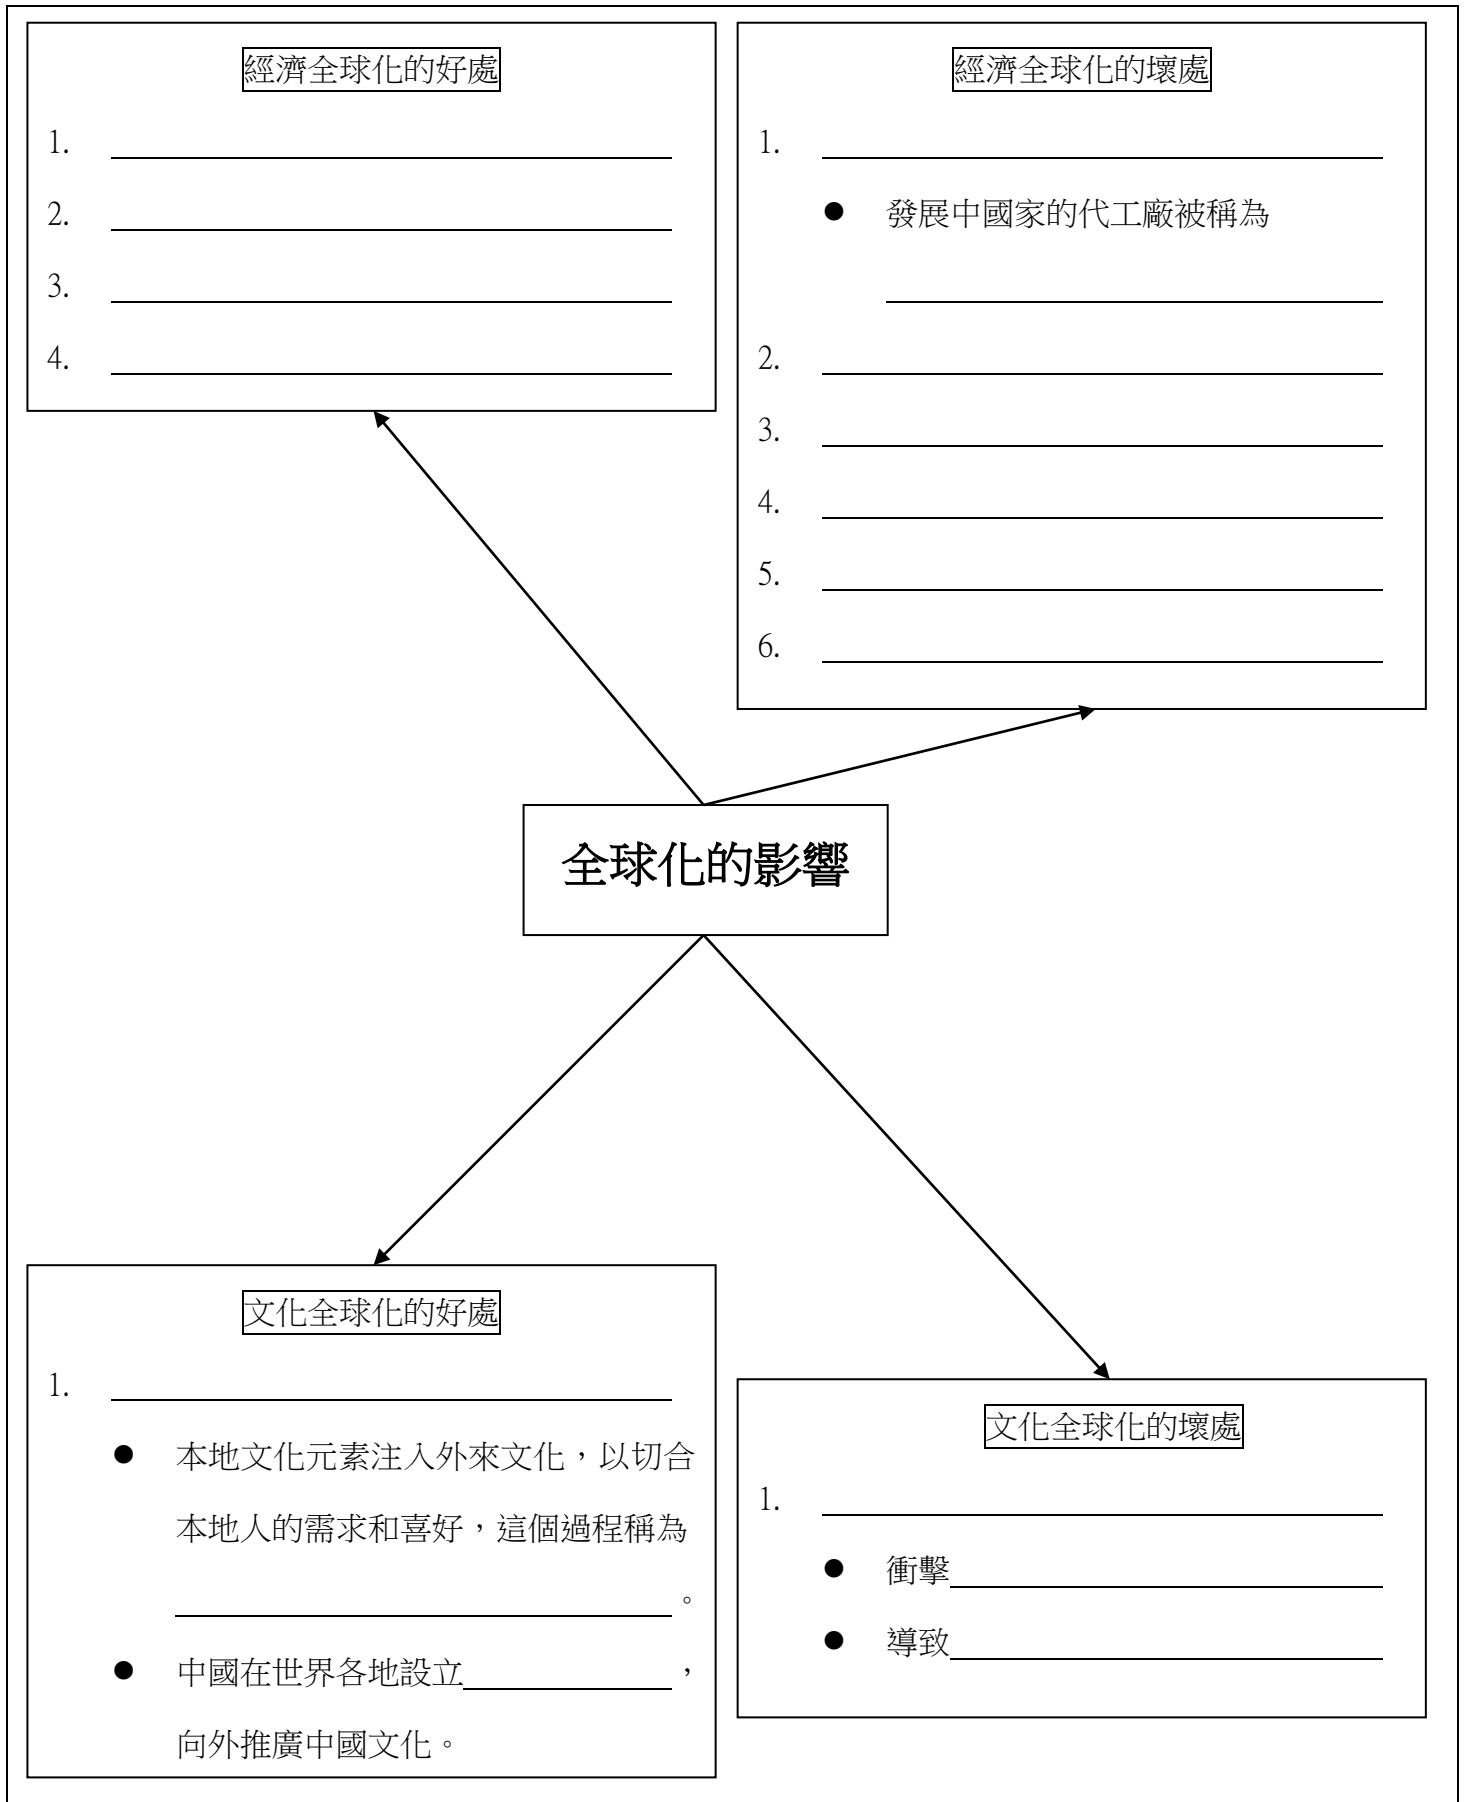 經濟全球化的好處
1.
2.
3.
4.
經濟全球化的壞處
1.
● 發展中國家的代工廠被稱為
2.
3.
4.
5.
6.
全球化的影響
文化全球化的好處
1.
● 本地文化元素注入外來文化，以切合
本地人的需求和喜好，這個過程稱為
。
● 中國在世界各地設立，
向外推廣中國文化。
文化全球化的壞處
1.
● 衝擊
● 導致